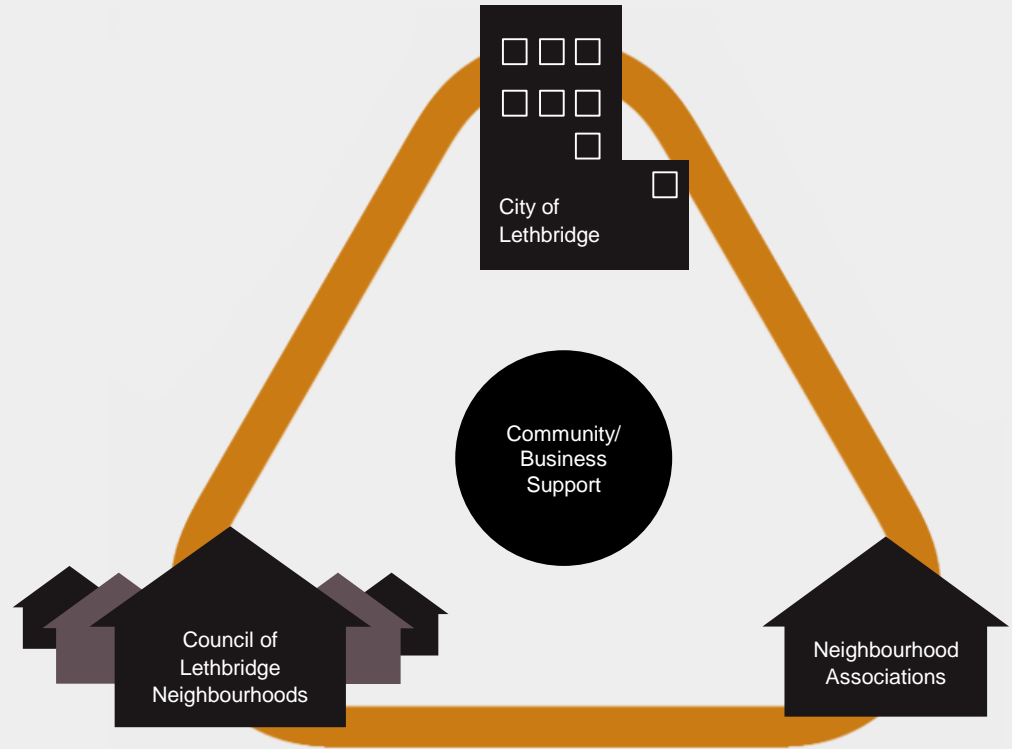 City of
Lethbridge
Community/
Business
Support
Council of
Lethbridge
Neighbourhoods
Neighbourhood
Associations